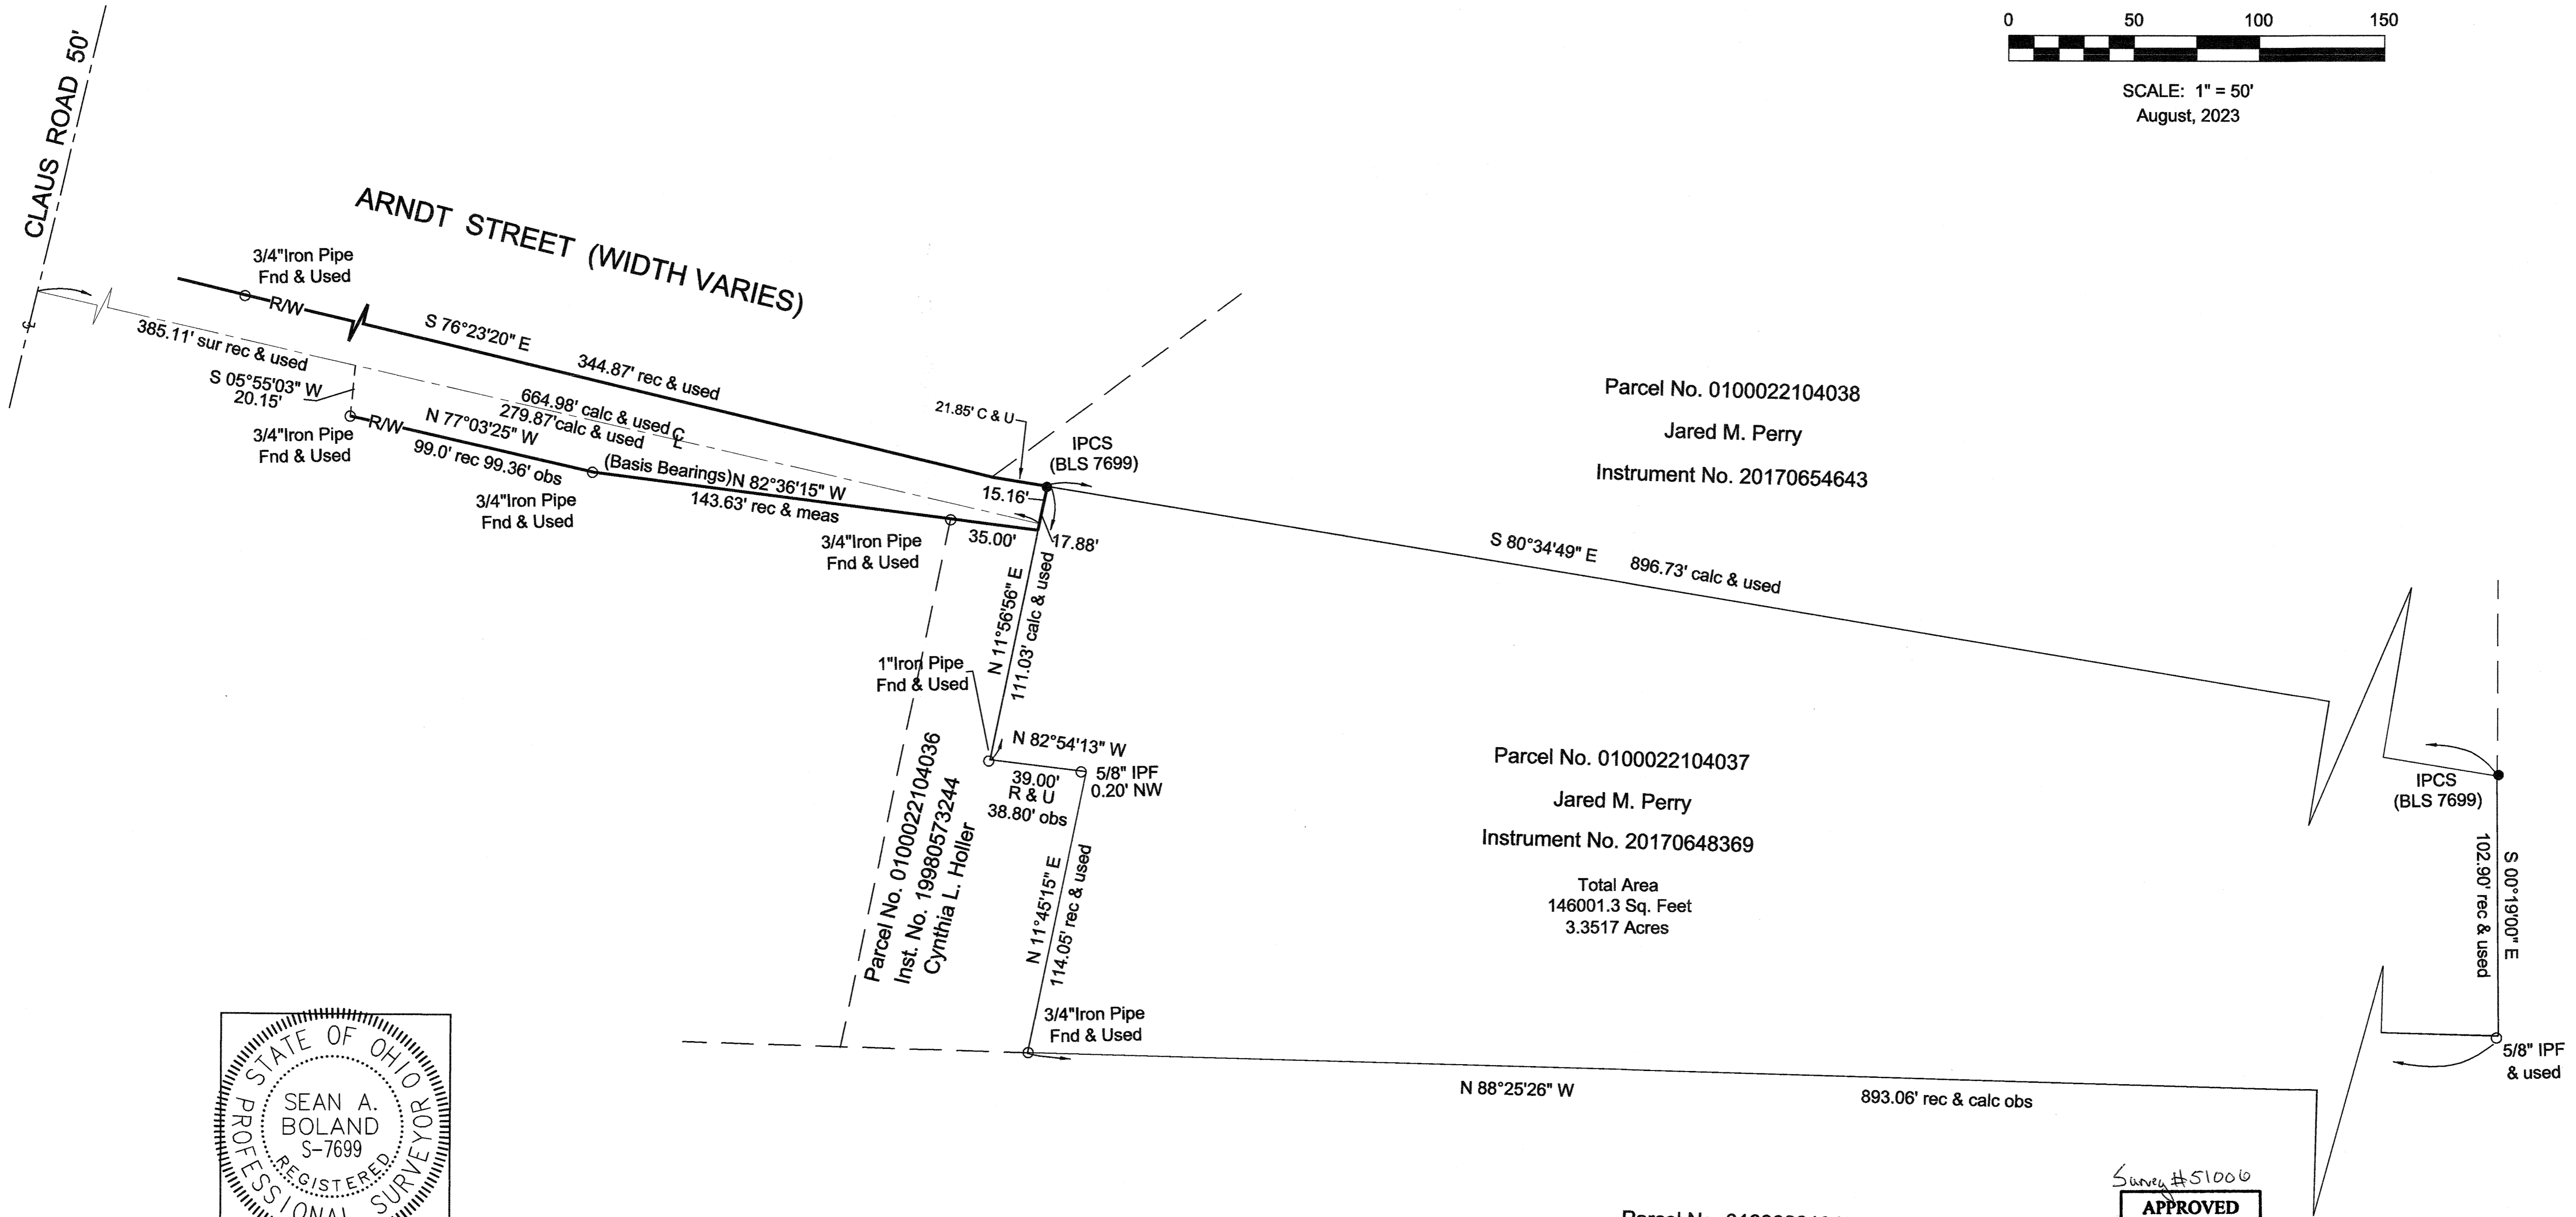 0 50 100 150
SCALE: 1" = 50'
August, 2023
CLAUS ROAD 50'
ARNDT STREET (WIDTH VARIES)
3/4"Iron Pipe
Fnd & Used
R/W
S 76°23'20" E
344.87' rec & used
385.11' sur rec & used
S 05°55'03" W
20.15'
664.98' calc & used
279.87'calc & used
CL
R/W
N 77°03'25" W
99.0' rec 99.36' obs
3/4"Iron Pipe
Fnd & Used
(Basis Bearings)N 82°36'15" W
143.63' rec & meas
3/4"Iron Pipe
Fnd & Used
3/4"Iron Pipe
Fnd & Used
35.00'
21.85' C & U
IPCS
(BLS 7699)
15.16'
17.88'
N 11°56'56" E
111.03' calc & used
1"Iron Pipe
Fnd & Used
N 82°54'13" W
39.00'
R & U
38.80' obs
5/8" IPF
0.20' NW
Parcel No. 0100022104036
Inst. No. 199805573244
Cynthia L. Holler
N 11°45'15" E
114.05' rec & used
3/4"Iron Pipe
Fnd & Used
Parcel No. 0100022104038
Jared M. Perry
Instrument No. 20170654643
S 80°34'49" E 896.73' calc & used
Parcel No. 0100022104037
Jared M. Perry
Instrument No. 20170648369
Total Area
146001.3 Sq. Feet
3.3517 Acres
IPCS
(BLS 7699)
S 00°19'00" E
102.90' rec & used
5/8" IPF
& used
N 88°25'26" W 893.06' rec & calc obs
STATE OF OHIO
SEAN A.
BOLAND
S-7699
REGISTERED
PROFESSIONAL SURVEYOR
Survey #51006
APPROVED
Parcel No.